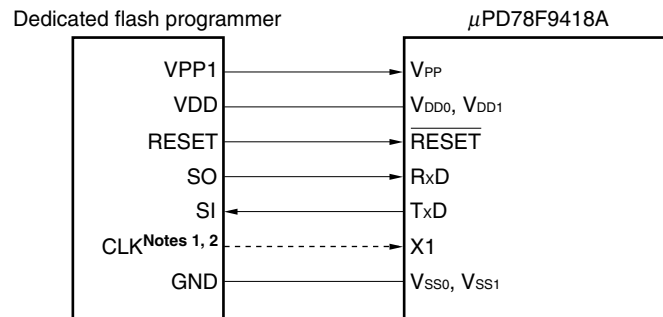 Dedicated flash programmer μPD78F9418A
VPP1 VPP
VDD VDD0, VDD1
RESET RESET
SO RxD
SI TxD
CLKNotes 1, 2 X1
GND VSS0, VSS1